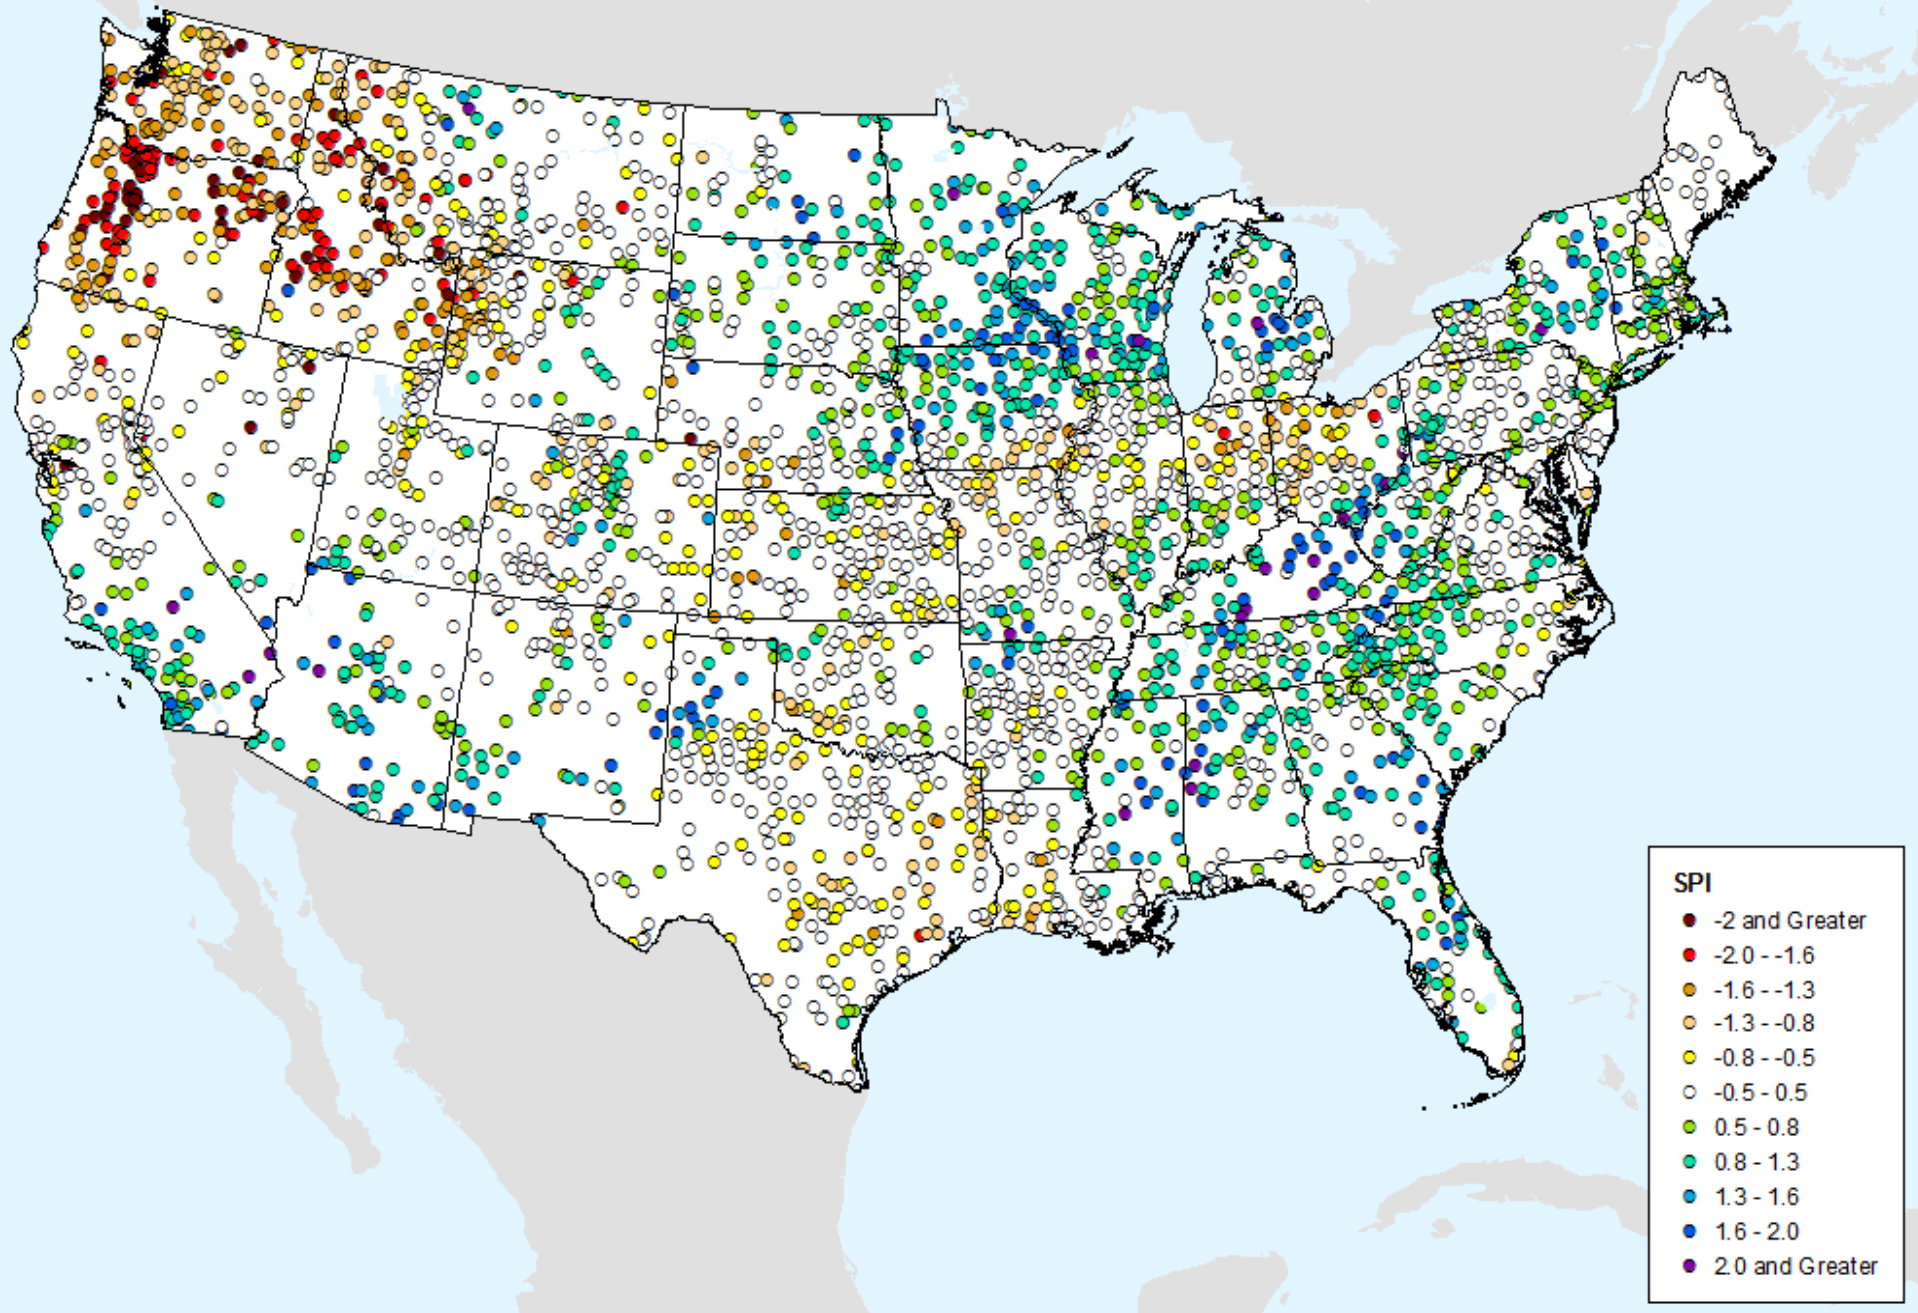 SPI
-2 and Greater
-2.0 - -1.6
-1.6 - -1.3
-1.3 - -0.8
-0.8 - -0.5
-0.5 - 0.5
0.5 - 0.8
0.8 - 1.3
1.3 - 1.6
1.6 - 2.0
2.0 and Greater